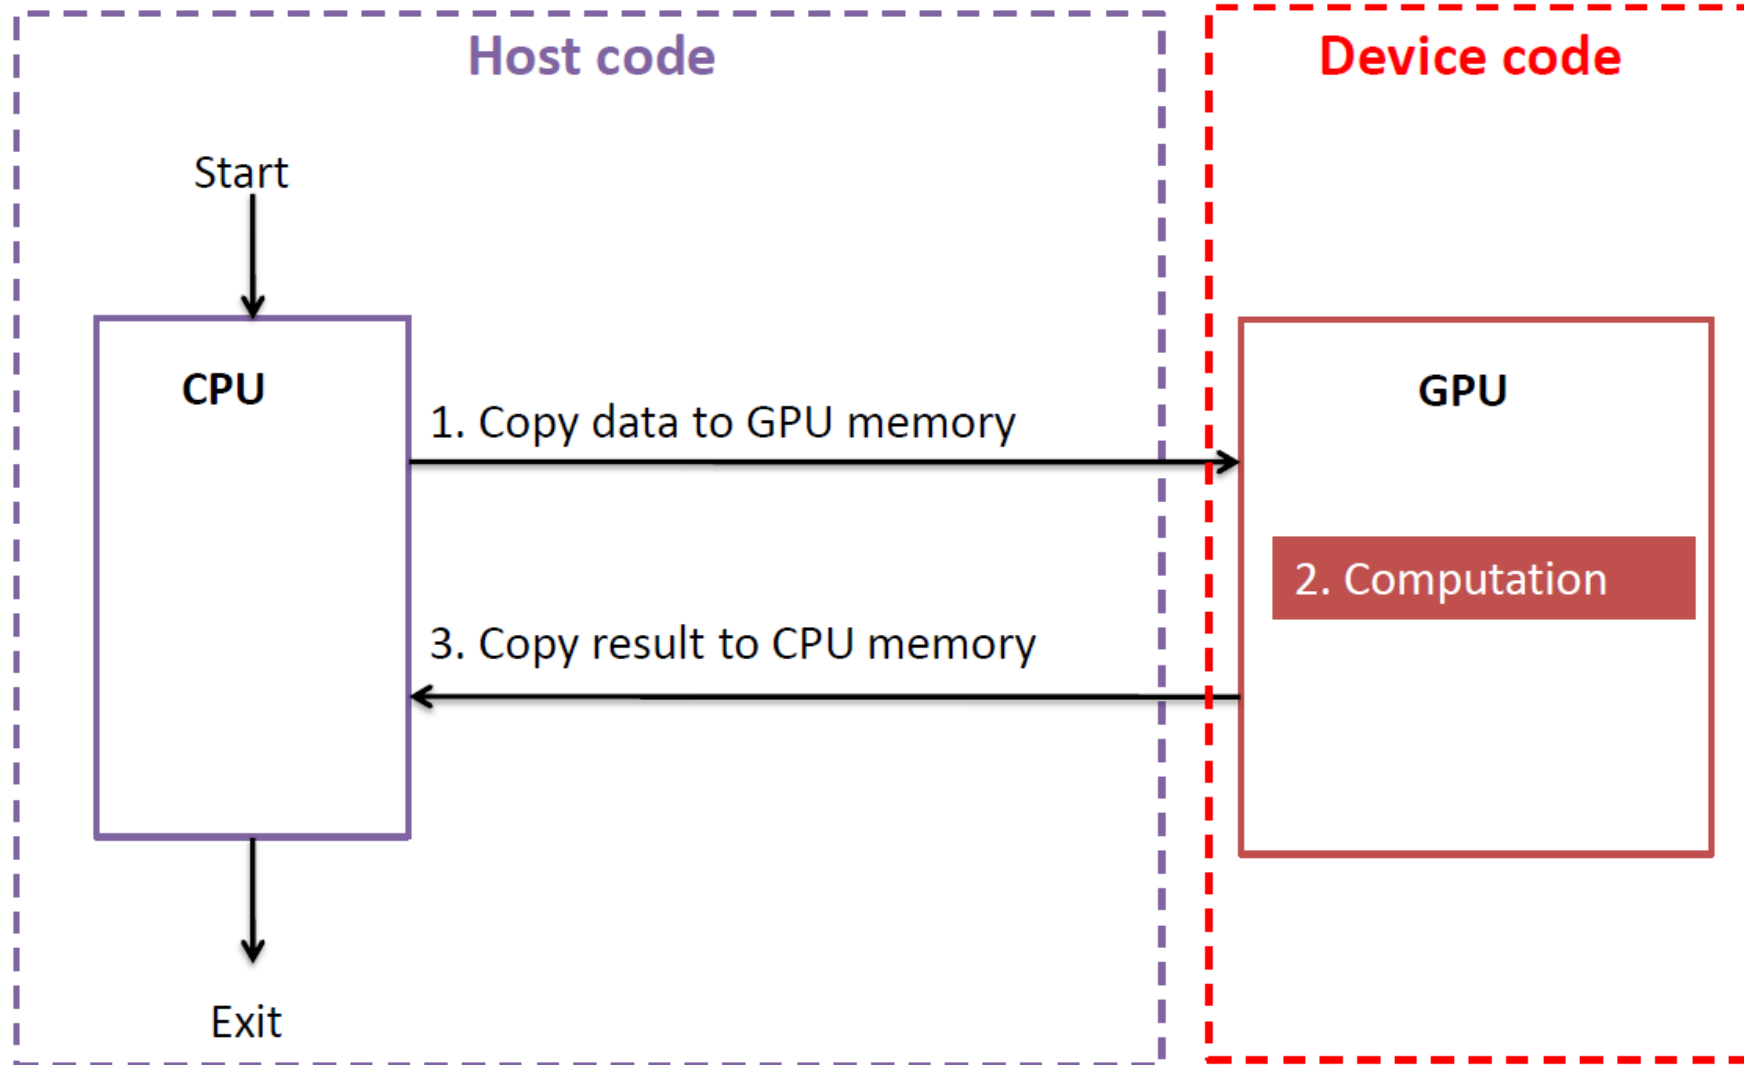 Host code
Device code
Start
CPU
GPU
1. Copy data to GPU memory
2. Computation
3. Copy result to CPU memory
Exit